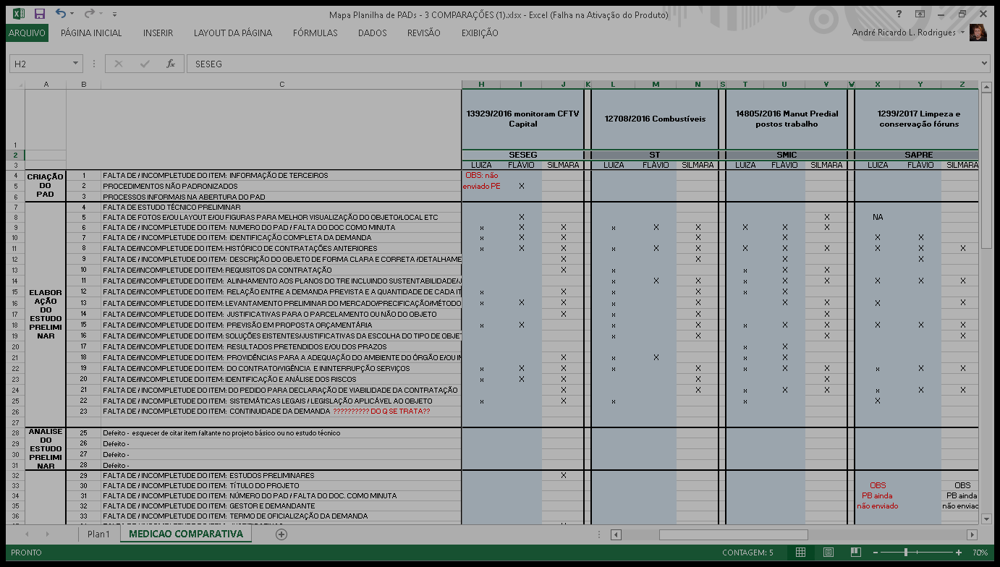 Mapa Planilha de PADs - 3 COMPARAÇÕES (1).xlsx - Excel (Falha na Ativação do Produto)
ARQUIVO PÁGINA INICIAL INSERIR LAYOUT DA PÁGINA FÓRMULAS DADOS REVISÃO EXIBIÇÃO André Ricardo L. Rodrigues
H2 fx SESEG
A B C H I J K L M N S T U V W X Y Z
1 13929/2016 monitoram CFTV Capital 12708/2016 Combustíveis 14805/2016 Manut Predial postos trabalho 1299/2017 Limpeza e conservação fóruns
2 SESEG ST SMIC SAPRE
3 LUIZA FLÁVIO SILMARA LUIZA FLÁVIO SILMARA LUIZA FLÁVIO SILMARA LUIZA FLÁVIO SILMARA
CRIAÇÃO DO PAD
4 1 FALTA DE / INCOMPLETUDE DO ITEM: INFORMAÇÃO DE TERCEIROS OBS: não
5 2 PROCEDIMENTOS NÃO PADRONIZADOS enviado PE X
6 3 PROCESSOS INFORMAIS NA ABERTURA DO PAD
ELABORAÇÃO DO ESTUDO PRELIMINAR
7 4 FALTA DE ESTUDO TÉCNICO PRELIMINAR
8 5 FALTA DE FOTOS E/OU LAYOUT E/OU FIGURAS PARA MELHOR VISUALIZAÇÃO DO OBJETO/LOCAL ETC X X NA
9 6 FALTA DE / INCOMPLETUDE DO ITEM: NUMERO DO PAD / FALTA DO DOC COMO MINUTA x X X x X X X X X
10 7 FALTA DE / INCOMPLETUDE DO ITEM: IDENTIFICAÇÃO COMPLETA DA DEMANDA x X X X X X X
11 8 FALTA DE/INCOMPLETUDE DO ITEM: HISTÓRICO DE CONTRATAÇÕES ANTERIORES x X X x X X X X X X X X
12 9 FALTA DE / INCOMPLETUDE DO ITEM: DESCRIÇÃO DO OBJETO DE FORMA CLARA E CORRETA /DETALHAME X X X X
13 10 FALTA DE/INCOMPLETUDE DO ITEM: REQUISITOS DA CONTRATAÇÃO X x x X X
14 11 FALTA DE/INCOMPLETUDE DO ITEM: ALINHAMENTO AOS PLANOS DO TRE INCLUINDO SUSTENTABILIDADE/J x X X x X X X X X
15 12 FALTA DE/INCOMPLETUDE DO ITEM: RELAÇÃO ENTRE A DEMANDA PREVISTA E A QUANTIDADE DE CADA IT x X x X x X
16 13 FALTA DE/INCOMPLETUDE DO ITEM: LEVANTAMENTO PRELIMINAR DO MERCADO/PRECIFICAÇÃO/MÉTODO x X X x X x X X X X
17 14 FALTA DE/INCOMPLETUDE DO ITEM: JUSTIFICATIVAS PARA O PARCELAMENTO OU NÃO DO OBJETO X x X X
18 15 FALTA DE/INCOMPLETUDE DO ITEM: PREVISÃO EM PROPOSTA ORÇAMENTÁRIA x X x X x X X X X X
19 16 FALTA DE/INCOMPLETUDE DO ITEM: SOLUÇÕES EISTENTES/JUSTIFICATIVAS DA ESCOLHA DO TIPO DE OBJET x X X X
20 17 FALTA DE/INCOMPLETUDE DO ITEM: RESULTADOS PRETENDIDOS E/OU DOS PRAZOS x X
21 18 FALTA DE/INCOMPLETUDE DO ITEM: PROVIDÊNCIAS PARA A ADEQUAÇÃO DO AMBIENTE DO ÓRGÃO E/OU IN X x X x X
22 19 FALTA DE/INCOMPLETUDE DO ITEM: DO CONTRATO/VIGÊNCIA E ININTERRUPÇÃO SERVIÇOS x X X x X x X X x X X
23 20 FALTA DE/INCOMPLETUDE DO ITEM: IDENTIFICAÇÃO E ANÁLISE DOS RISCOS x X X X X
24 21 FALTA DE/INCOMPLETUDE DO ITEM: DO PEDIDO PARA DECLARAÇÃO DE VIABILIDADE DA CONTRATAÇÃO X X x X X x X X
25 22 FALTA DE/INCOMPLETUDE DO ITEM: SISTEMÁTICAS LEGAIS / LEGISLAÇÃO APLICÁVEL AO OBJETO x x x X
26 23 FALTA DE / INCOMPLETUDE DO ITEM: CONTINUIDADE DA DEMANDA ?????????? DO Q SE TRATA??
27
ANÁLISE DO ESTUDO PRELIMINAR
28 25 Defeito - esquecer de citar item faltante no projeto básico ou no estudo técnico
29 26 Defeito -
30 27 Defeito -
31 28 Defeito -
32 29 FALTA DE / INCOMPLETUDE DO ITEM: ESTUDOS PRELIMINARES X
33 30 FALTA DE / INCOMPLETUDE DO ITEM: TÍTULO DO PROJETO OBS OBS
34 31 FALTA DE / INCOMPLETUDE DO ITEM: NÚMERO DO PAD / FALTA DO DOC. COMO MINUTA PB ainda PB ainda
35 32 FALTA DE / INCOMPLETUDE DO ITEM: GESTOR E DEMANDANTE não enviado não enviad
36 33 FALTA DE / INCOMPLETUDE DO ITEM: TERMO DE OFICIALIZAÇÃO DA DEMANDA
Plan1 MEDICAO COMPARATIVA
PRONTO CONTAGEM: 5 70%